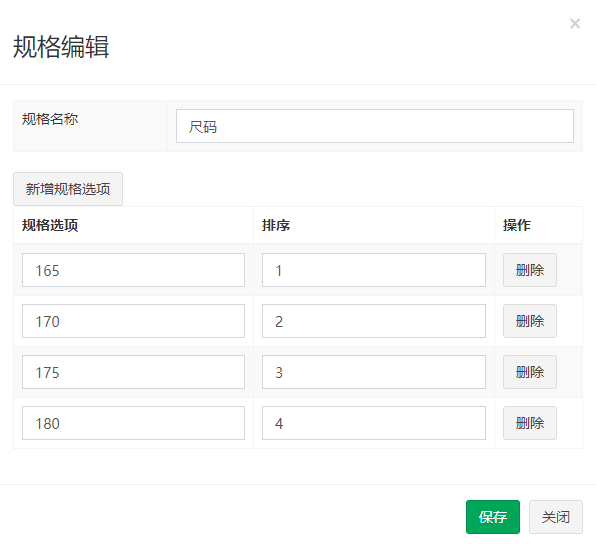 ×
规格编辑
规格名称 尺码
新增规格选项
规格选项 排序 操作
165 1 删除
170 2 删除
175 3 删除
180 4 删除
保存 关闭